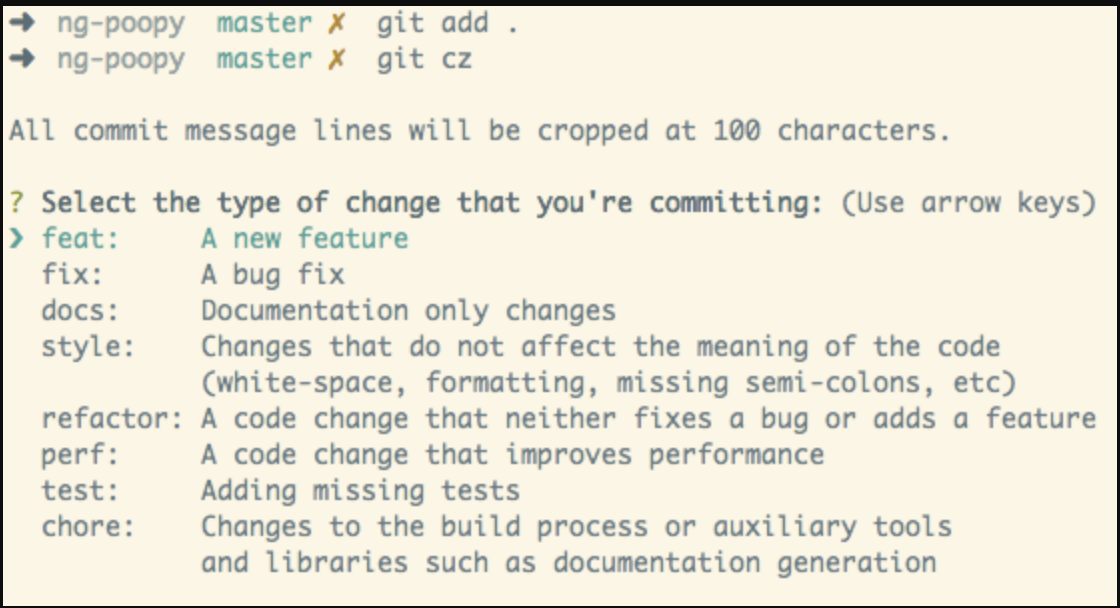 ➜ ng-poopy master ✗ git add .
➜ ng-poopy master ✗ git cz
All commit message lines will be cropped at 100 characters.
? Select the type of change that you're committing: (Use arrow keys)
❯ feat: A new feature
fix: A bug fix
docs: Documentation only changes
style: Changes that do not affect the meaning of the code
(white-space, formatting, missing semi-colons, etc)
refactor: A code change that neither fixes a bug or adds a feature
perf: A code change that improves performance
test: Adding missing tests
chore: Changes to the build process or auxiliary tools
and libraries such as documentation generation